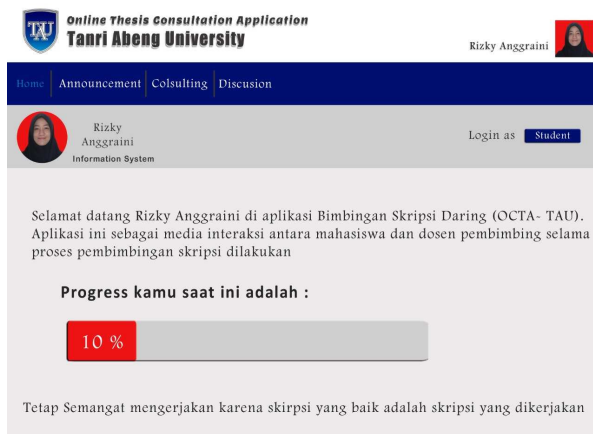 TAU
Online Thesis Consultation Application
Tanri Abeng University
Rizky Anggraini
Home Announcement Colsulting Discusion
Rizky
Anggraini
Information System
Login as Student
Selamat datang Rizky Anggraini di aplikasi Bimbingan Skripsi Daring (OCTA- TAU).
Aplikasi ini sebagai media interaksi antara mahasiswa dan dosen pembimbing selama
proses pembimbingan skripsi dilakukan
Progress kamu saat ini adalah :
10 %
Tetap Semangat mengerjakan karena skirpsi yang baik adalah skripsi yang dikerjakan